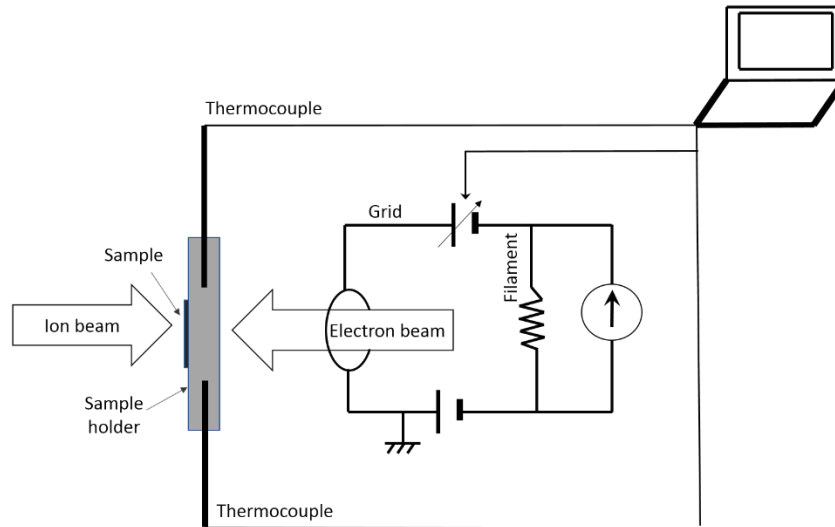 Thermocouple
Grid
Sample
Filament
Ion beam
Electron beam
Sample
holder
Thermocouple